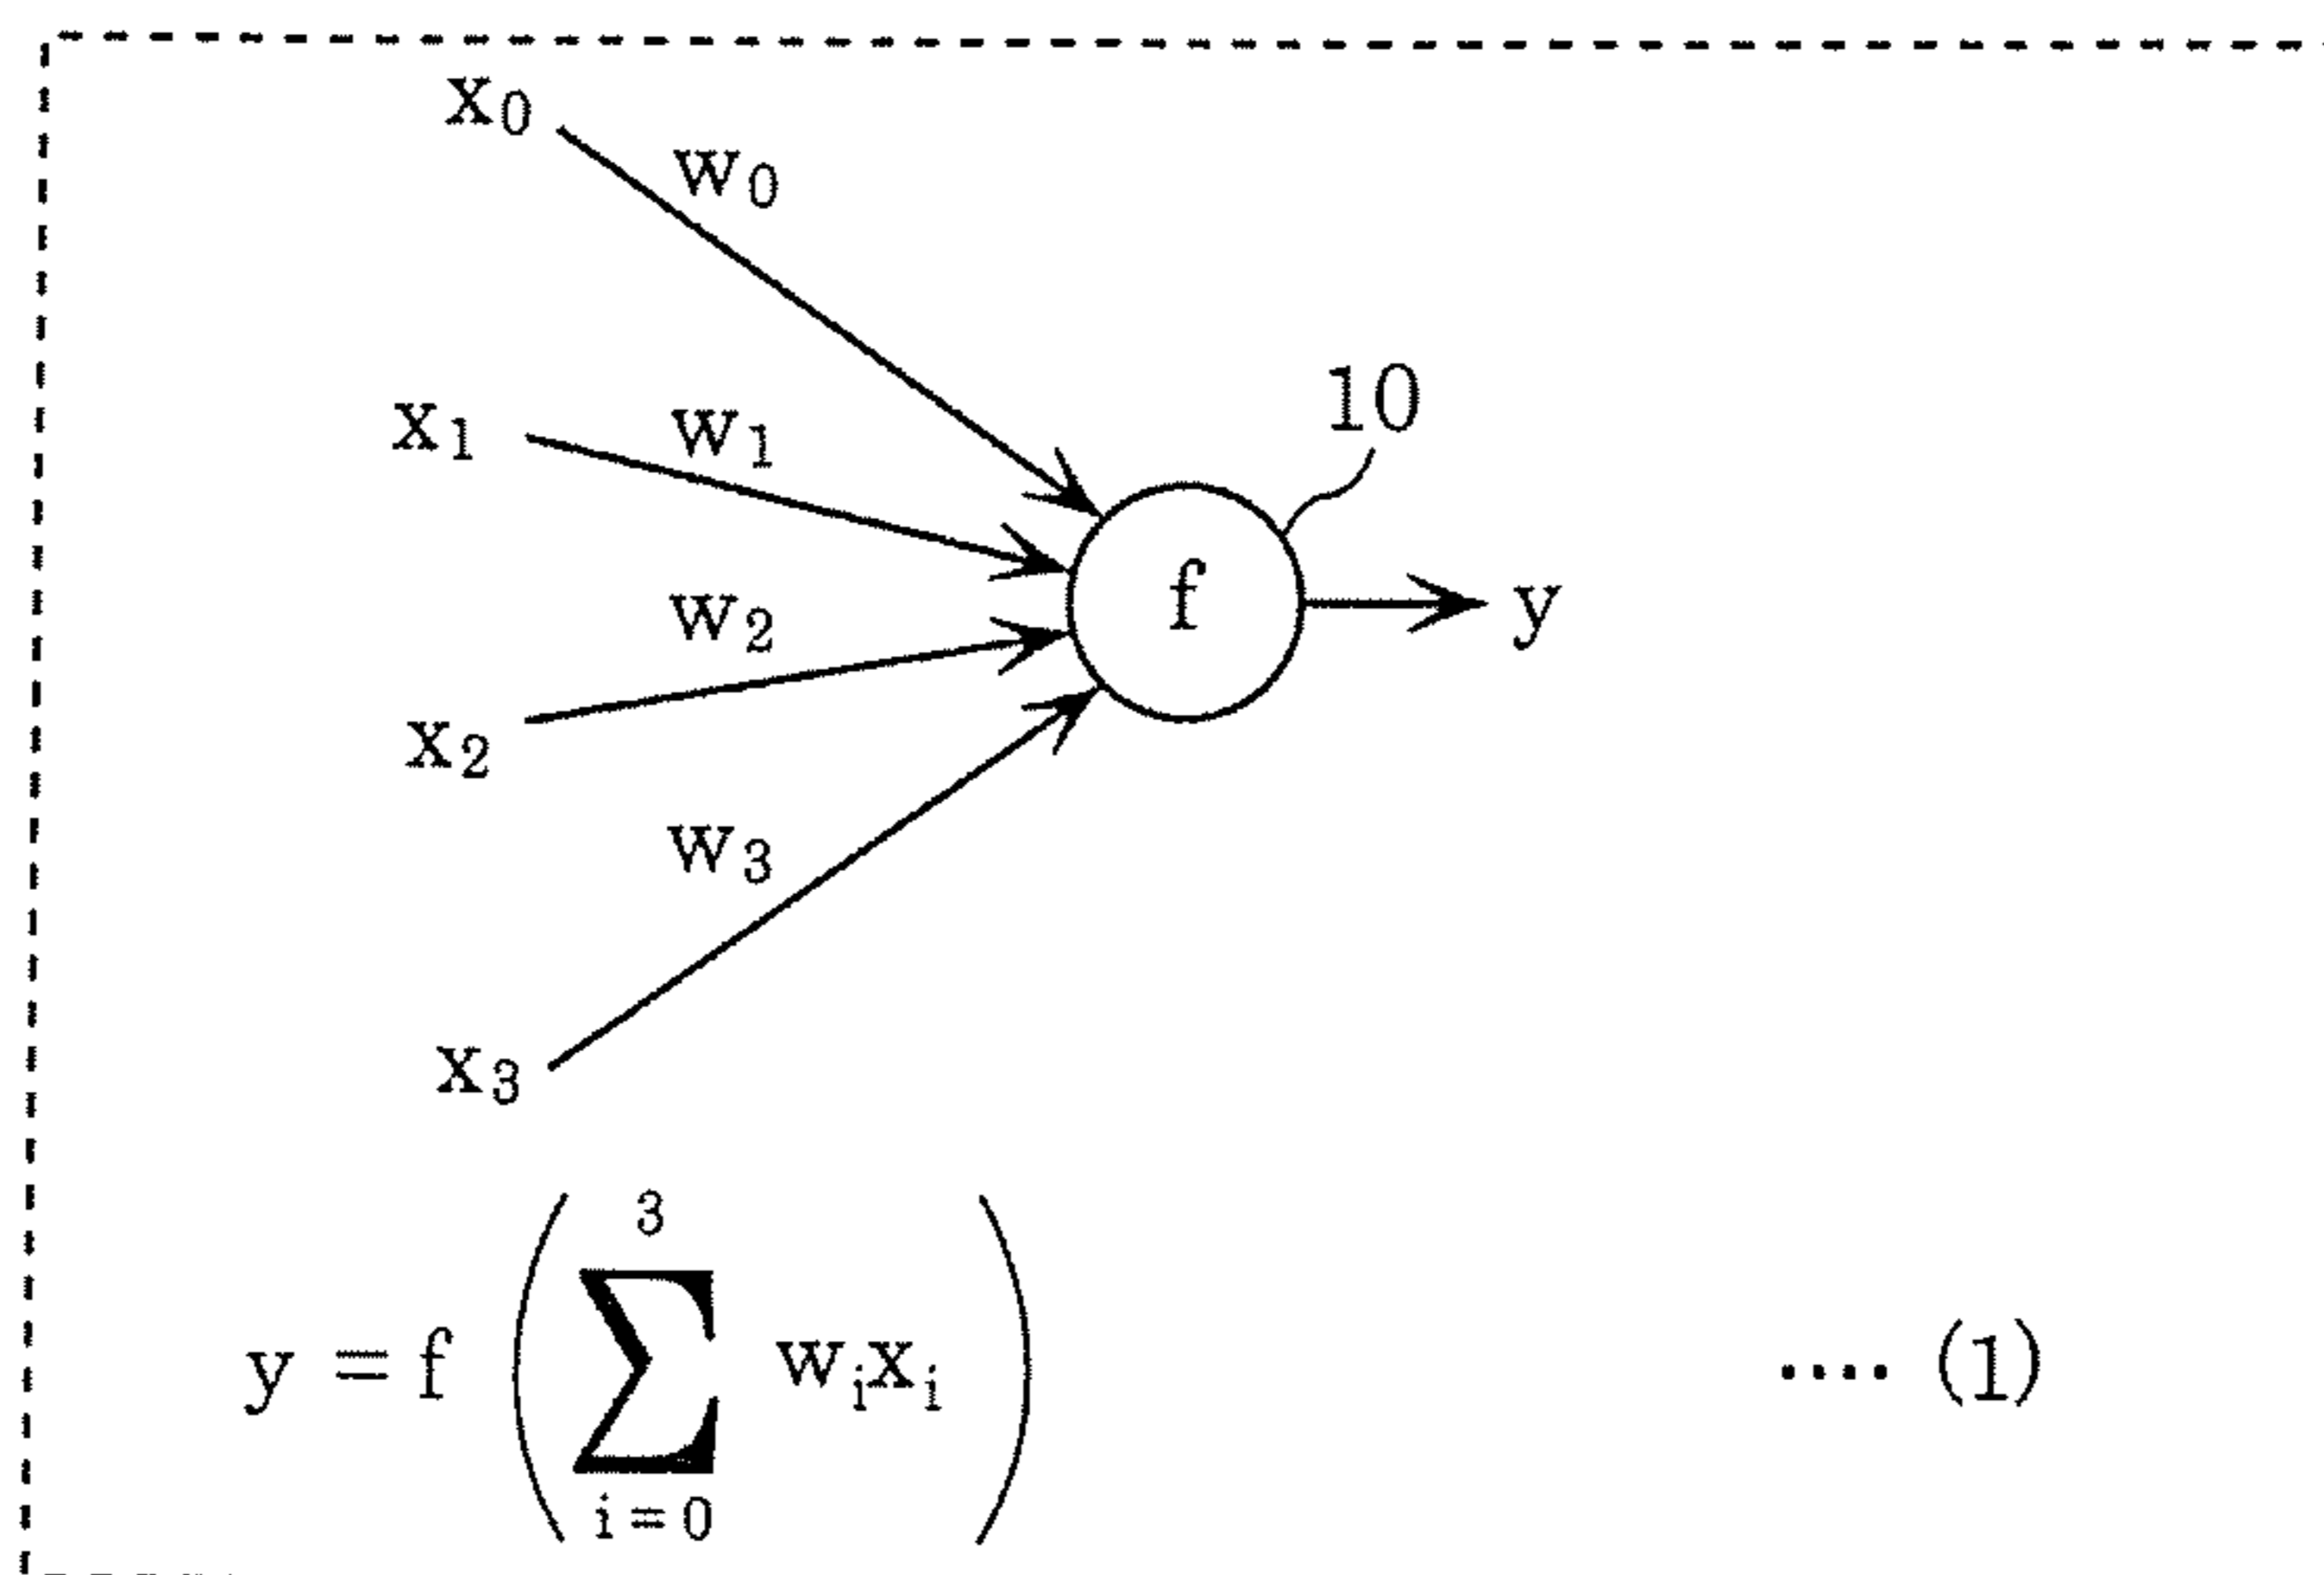 x₀
w₀
10
x₁
w₁
w₂
f
y
x₂
w₃
x₃
3
y = f ( ∑ wᵢxᵢ ) •••• (1)
i = 0